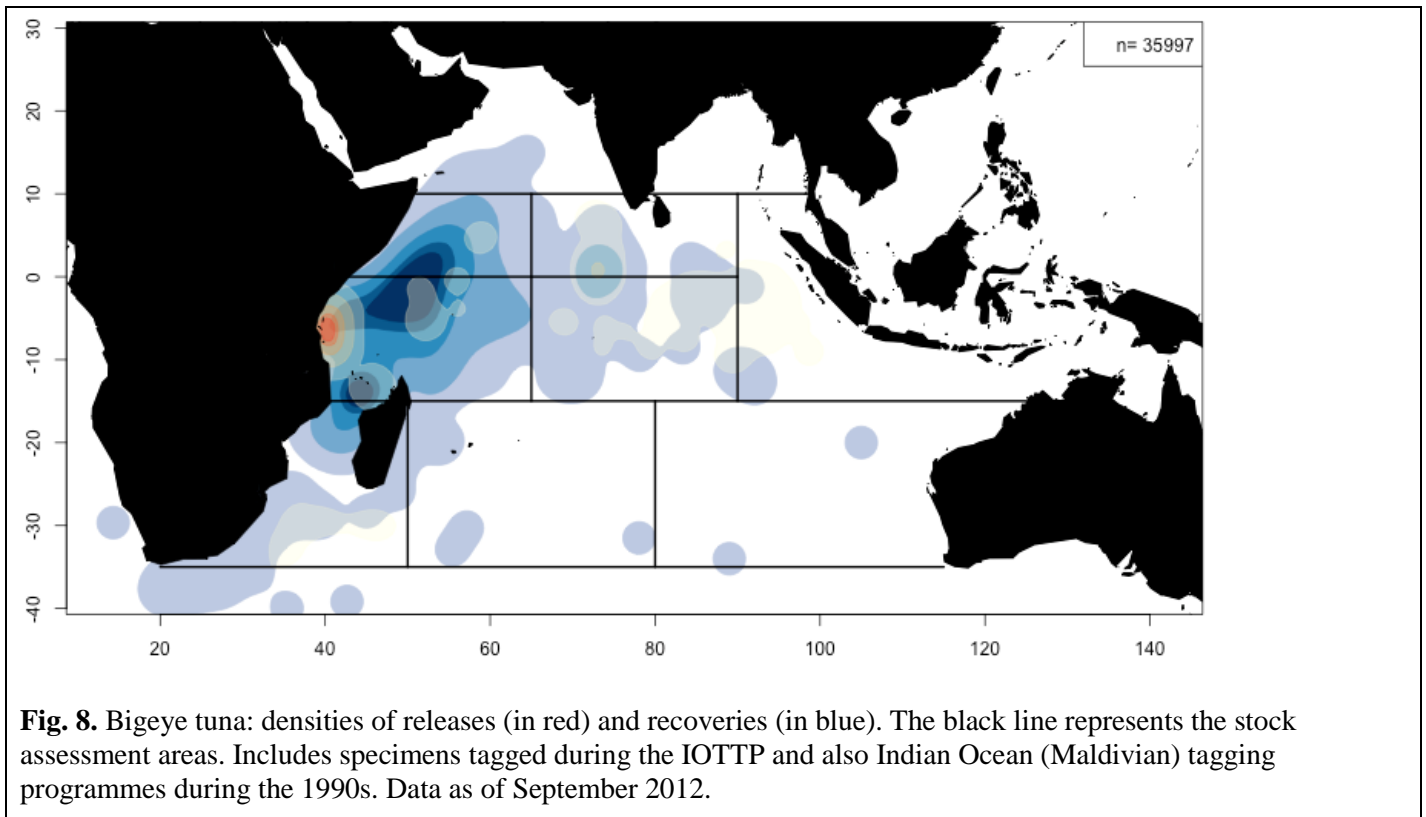 n= 35997
30
20
10
0
-10
-20
-30
-40
20 40 60 80 100 120 140
Fig. 8. Bigeye tuna: densities of releases (in red) and recoveries (in blue). The black line represents the stock
assessment areas. Includes specimens tagged during the IOTTP and also Indian Ocean (Maldivian) tagging
programmes during the 1990s. Data as of September 2012.